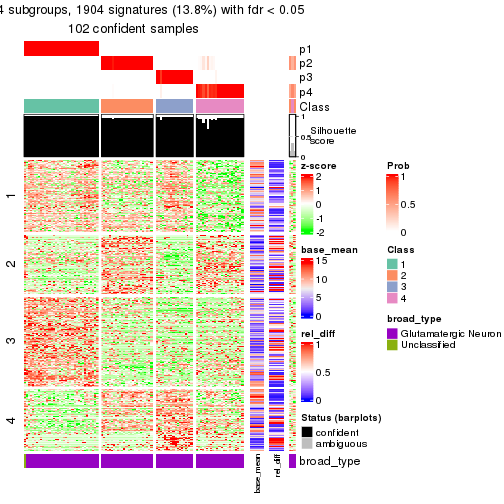 4 subgroups, 1904 signatures (13.8%) with fdr < 0.05
102 confident samples
p1
p2
p3
p4
Class
1
0.5
0
Silhouette
score
1
2
3
4
z-score
2
1
0
-1
-2
base_mean
15
10
5
0
rel_diff
1
0.5
0
Status (barplots)
confident
ambiguous
Prob
1
0.5
0
Class
1
2
3
4
broad_type
Glutamatergic Neuron
Unclassified
broad_type
base_mean
rel_diff